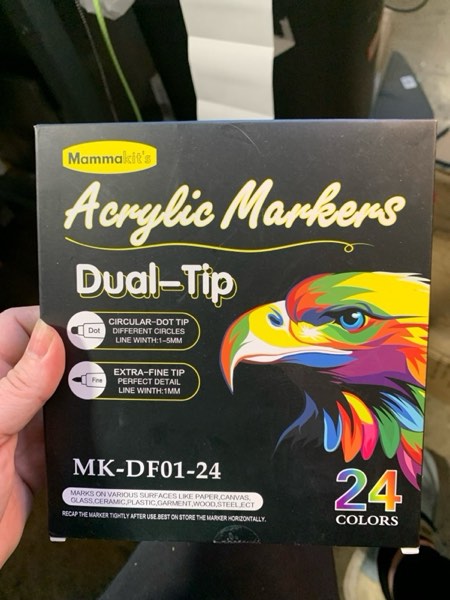 Mammakit's
Acrylic Markers
Dual-Tip
Dot
CIRCULAR-DOT TIP
DIFFERENT CIRCLES
LINE WINTH:1-5MM
Fine
EXTRA-FINE TIP
PERFECT DETAIL
LINE WINTH:1MM
MK-DF01-24
MARKS ON VARIOUS SURFACES LIKE PAPER,CANVAS,
GLASS,CERAMIC,PLASTIC,GARMENT,WOOD,STEEL,ECT
RECAP THE MARKER TIGHTLY AFTER USE.BEST ON STORE THE MARKER HORIZONTALLY.
24
COLORS